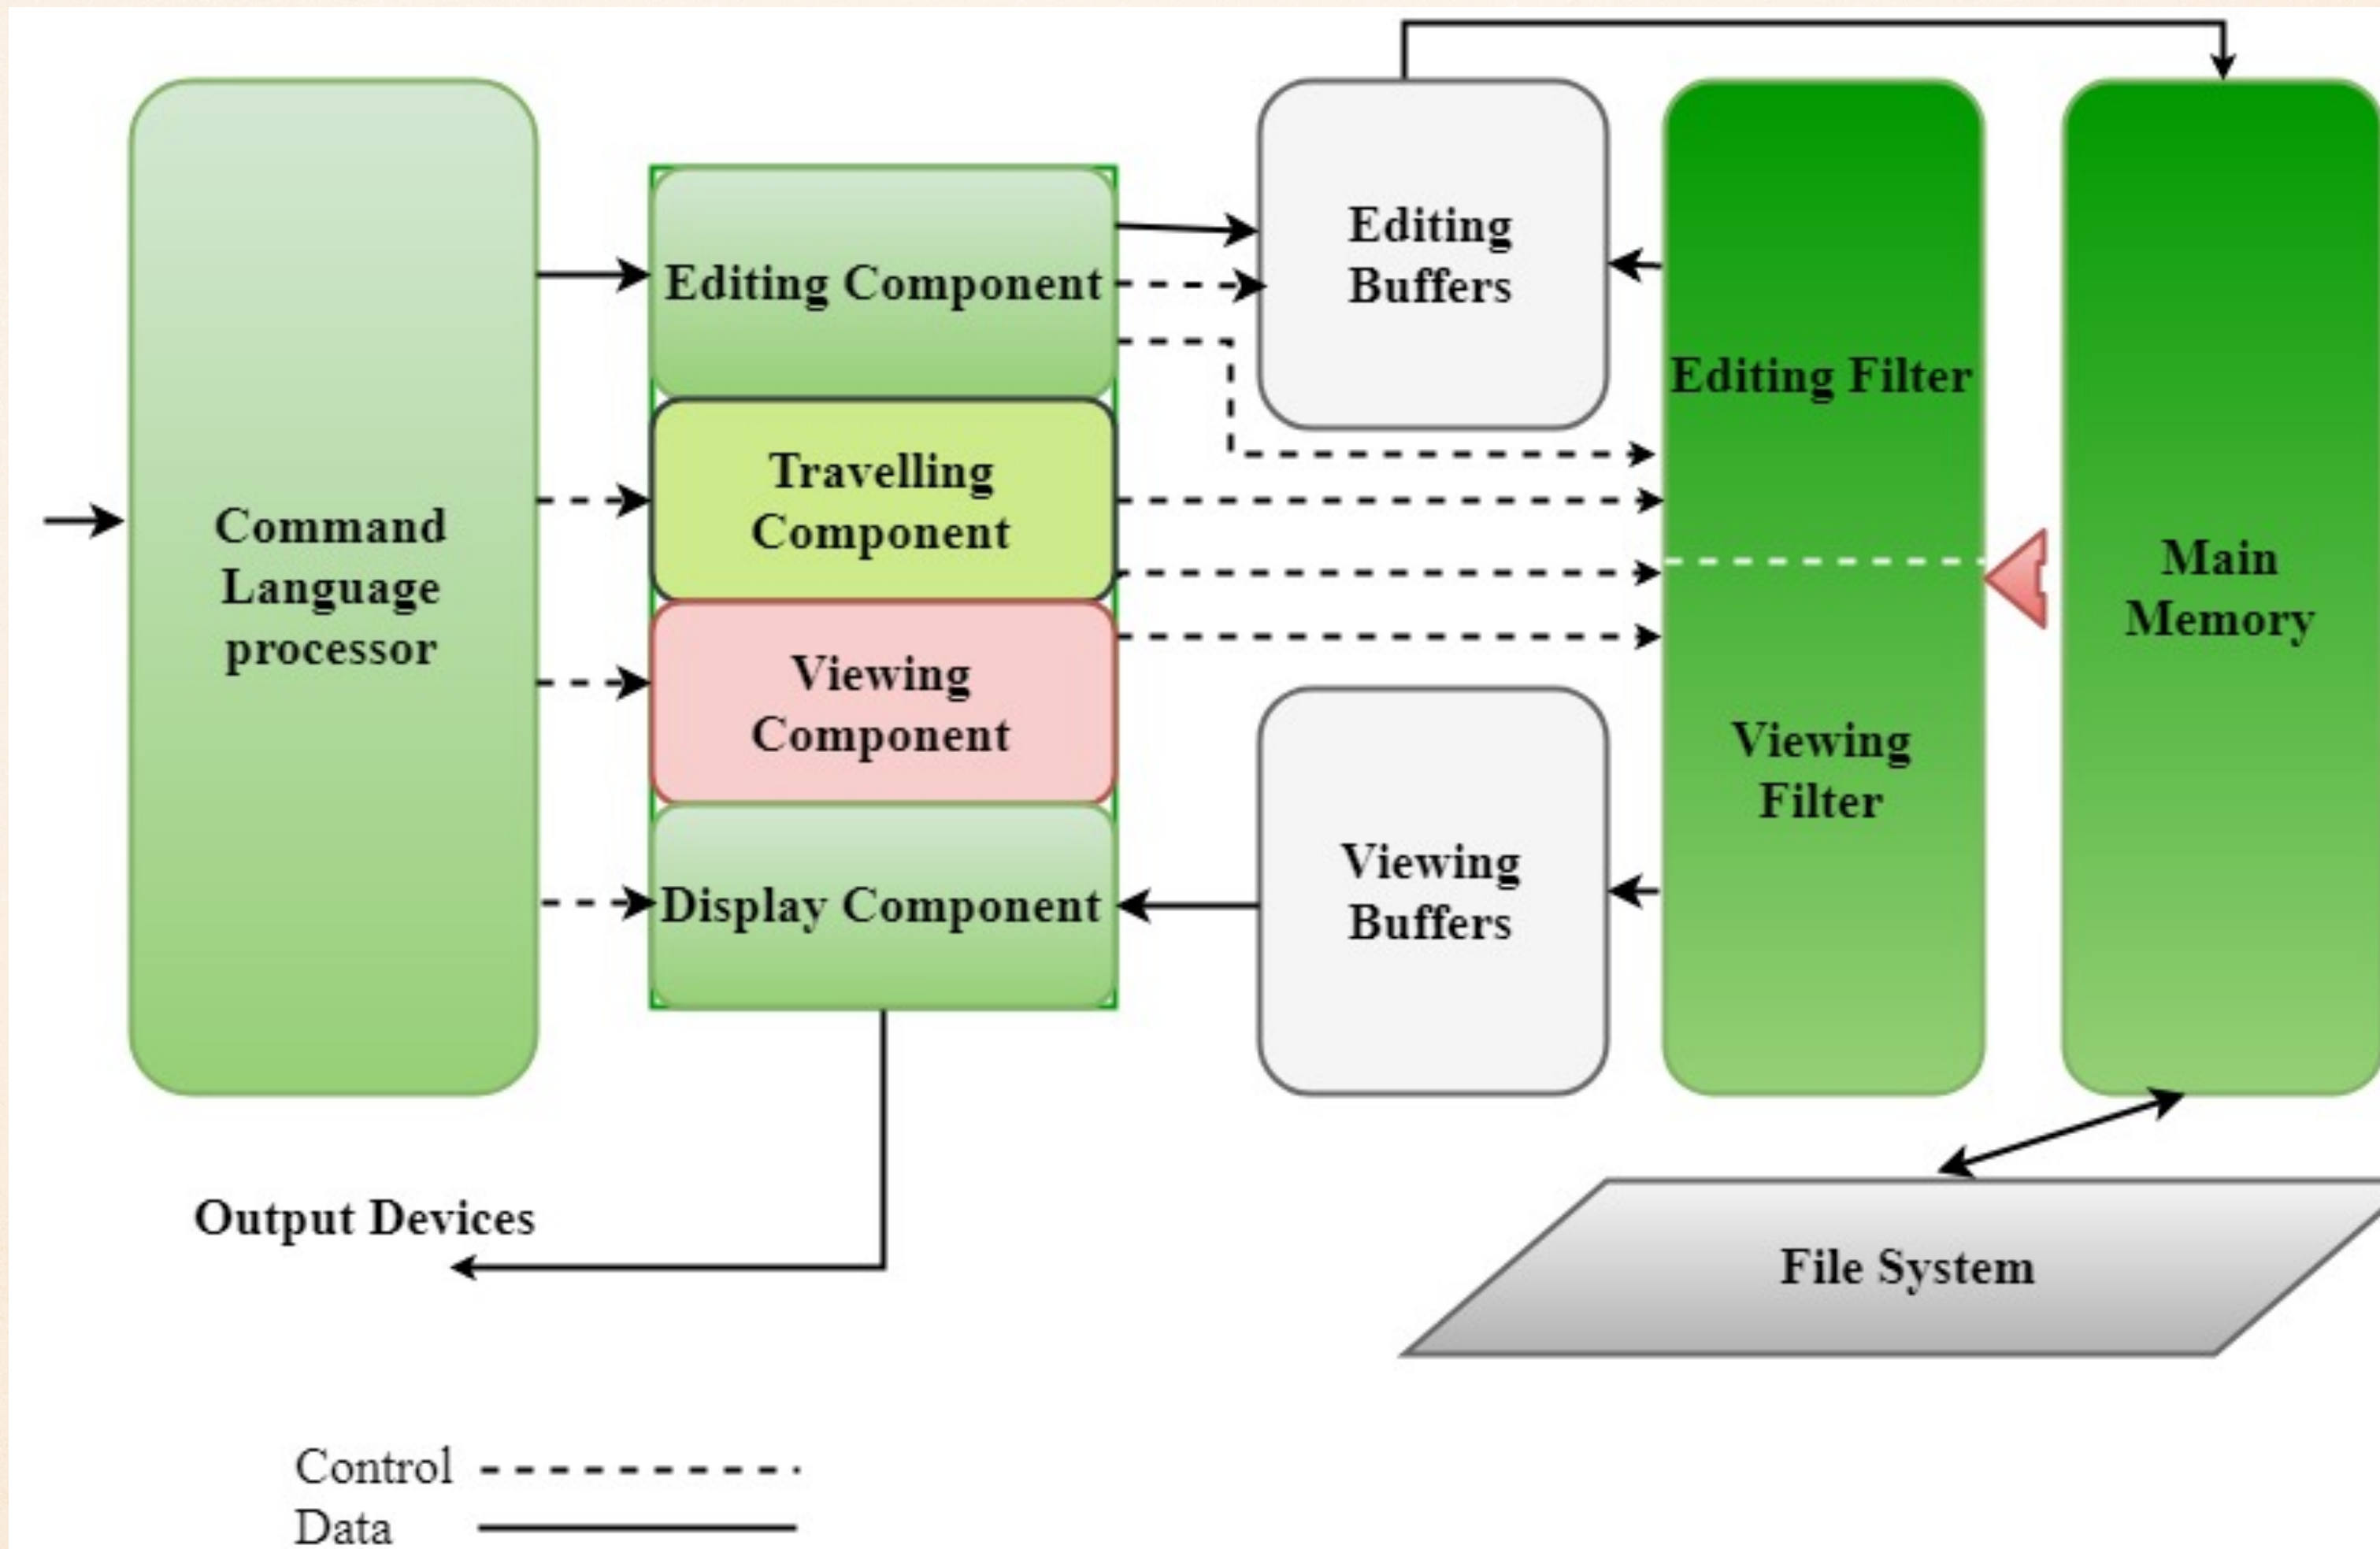 Command
Language
processor
Editing Component
Travelling
Component
Viewing
Component
Display Component
Editing
Buffers
Viewing
Buffers
Editing Filter
Viewing
Filter
Main
Memory
Output Devices
File System
Control
Data